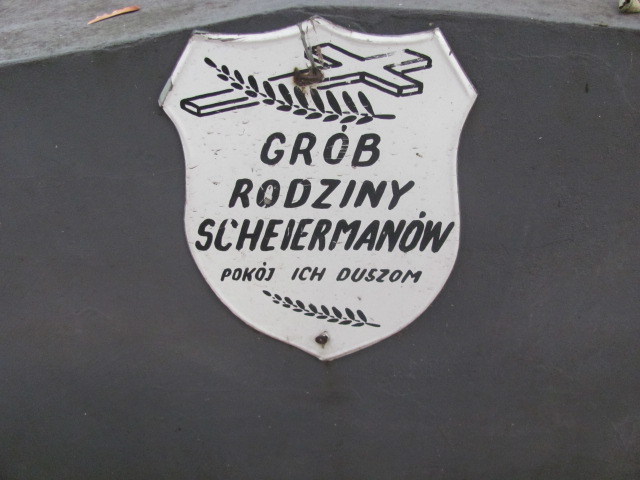 GRÓB
RODZINY
SCHEIERMANÓW
POKÓJ ICH DUSZOM